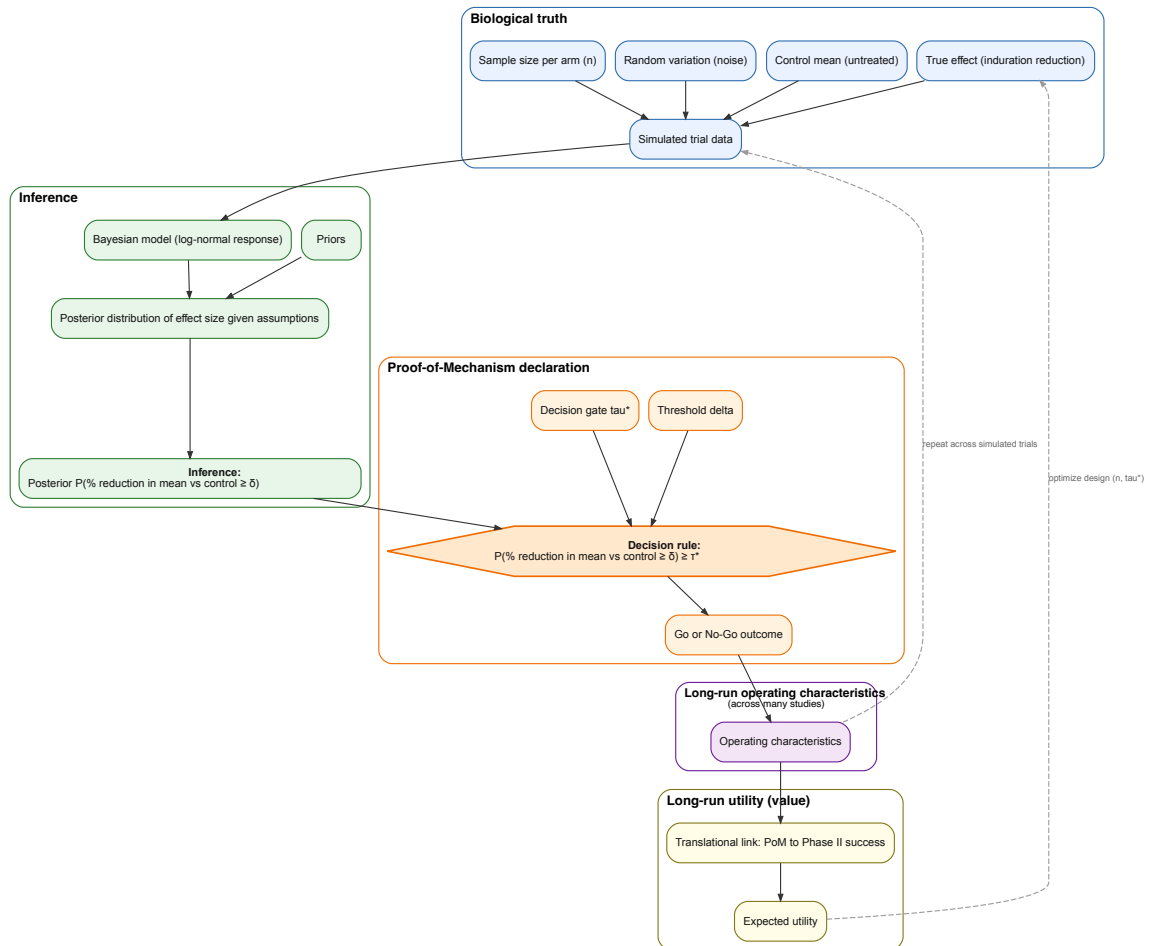 Biological truth
Sample size per arm (n)
Random variation (noise)
Control mean (untreated)
True effect (induration reduction)
Simulated trial data
Inference
Bayesian model (log-normal response)
Priors
Posterior distribution of effect size given assumptions
Inference:
Posterior P(% reduction in mean vs control ≥ δ)
Proof-of-Mechanism declaration
Decision gate tau*
Threshold delta
repeat across simulated trials
optimize design (n, tau*)
Decision rule:
P(% reduction in mean vs control ≥ δ) ≥ τ*
Go or No-Go outcome
Long-run operating characteristics
(across many studies)
Operating characteristics
Long-run utility (value)
Translational link: PoM to Phase II success
Expected utility